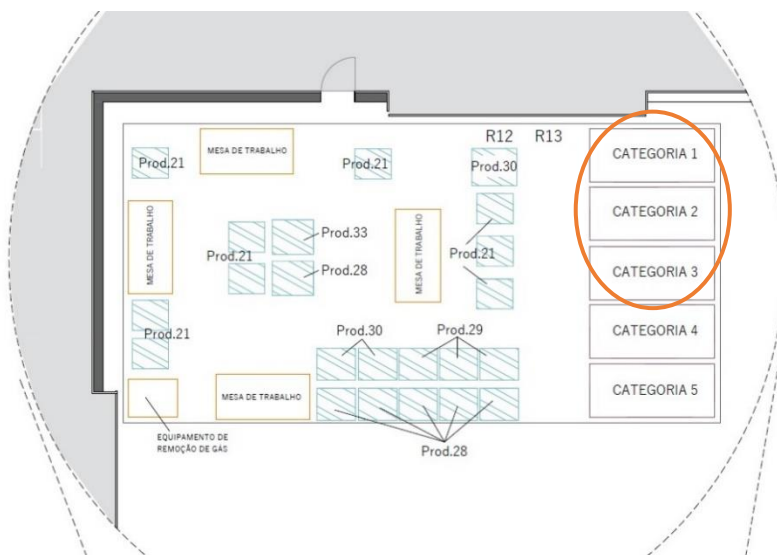 R12 R13
Prod.21
MESA DE TRABALHO
Prod.21
Prod.30
CATEGORIA 1
MESA DE TRABALHO
Prod.21
Prod.33
Prod.28
MESA DE TRABALHO
Prod.21
CATEGORIA 2
CATEGORIA 3
Prod.21
Prod.30
Prod.29
CATEGORIA 4
MESA DE TRABALHO
CATEGORIA 5
EQUIPAMENTO DE
REMOÇÃO DE GÁS
Prod.28